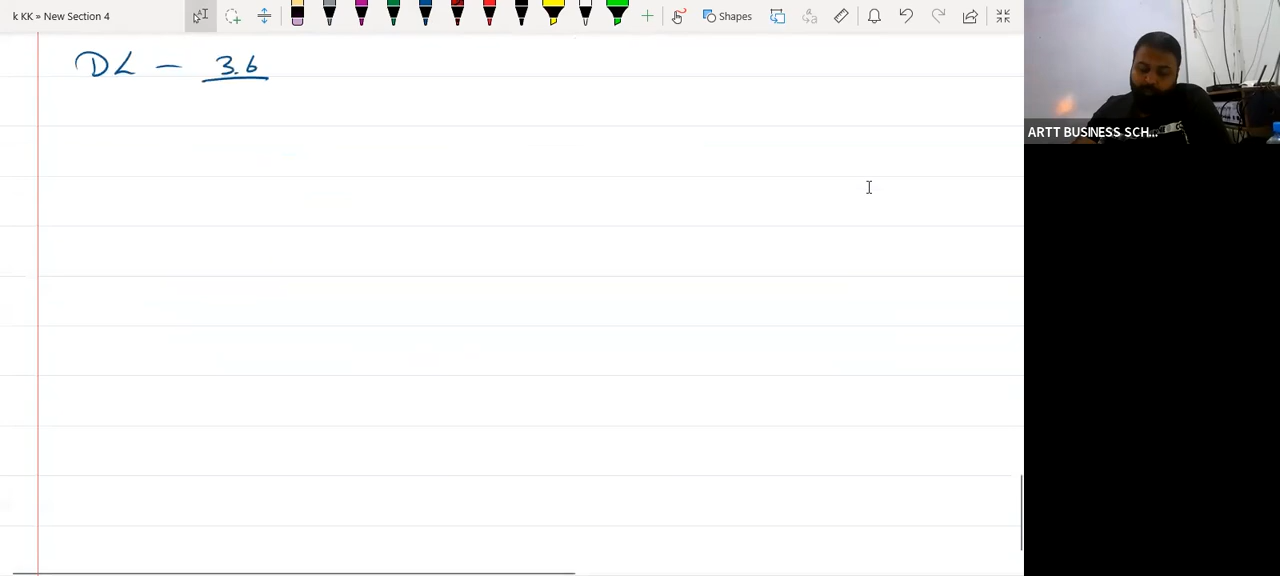 k KK » New Section 4
Shapes
DL — 3.6
ARTT BUSINESS SCH...